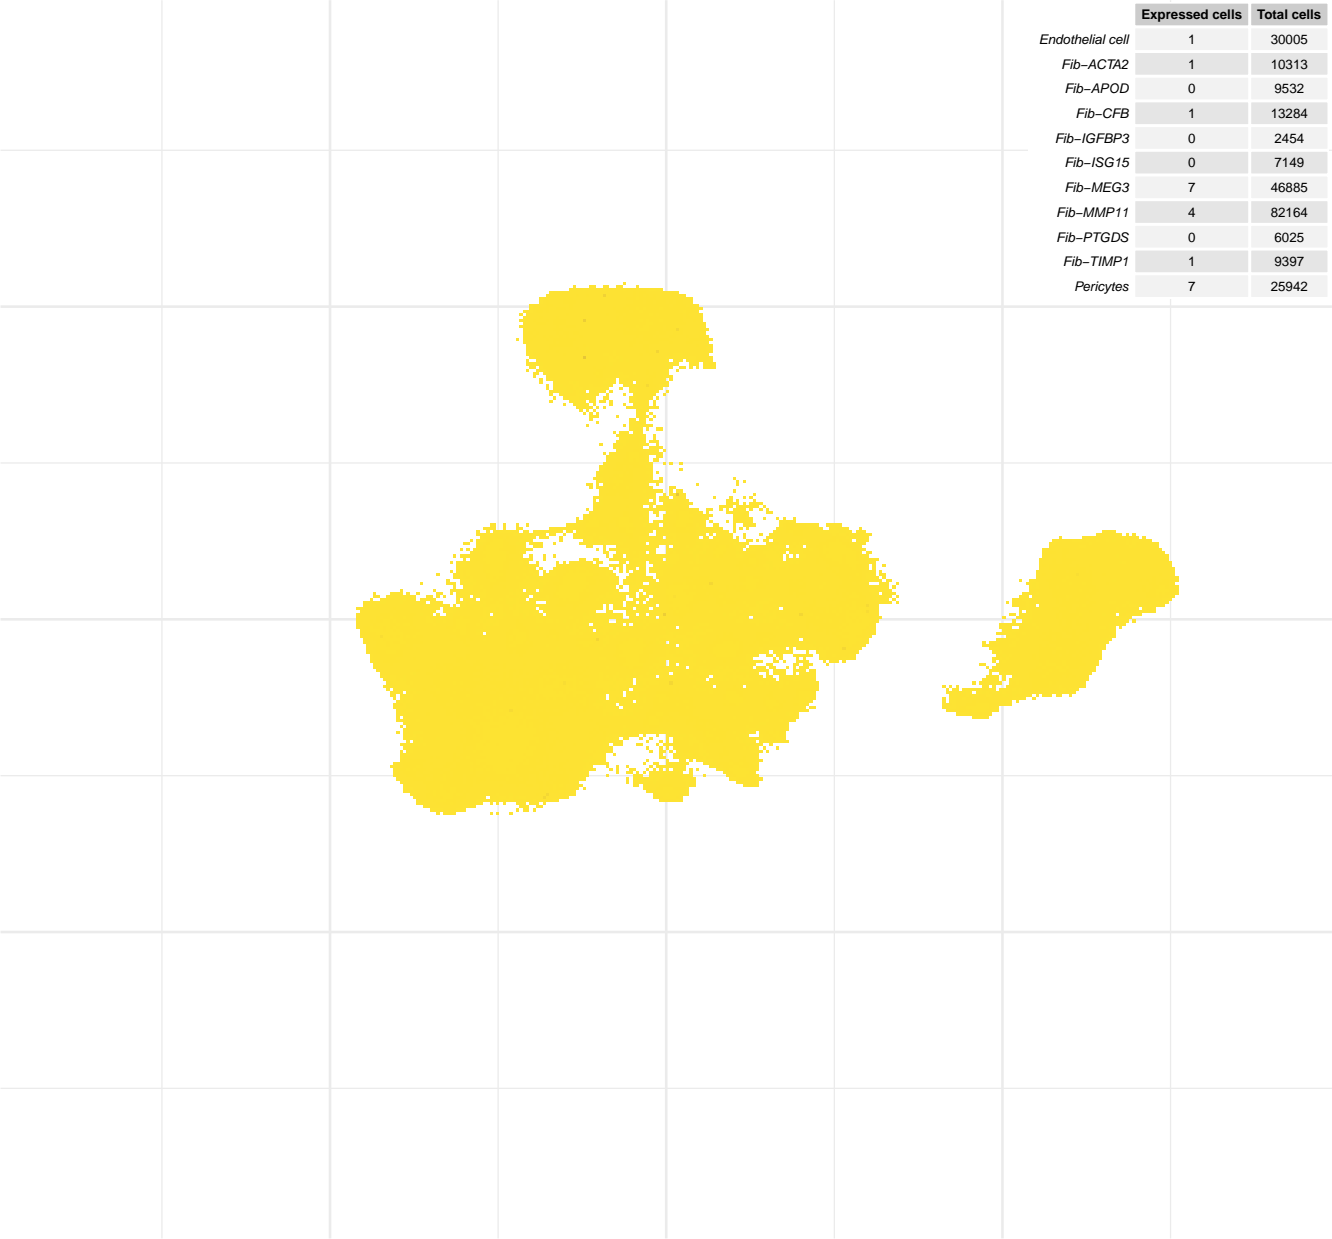 Expressed cells Total cells
Endothelial cell 1 30005
Fib−ACTA2 1 10313
Fib−APOD 0 9532
Fib−CFB 1 13284
Fib−IGFBP3 0 2454
Fib−ISG15 0 7149
Fib−MEG3 7 46885
Fib−MMP11 4 82164
Fib−PTGDS 0 6025
Fib−TIMP1 1 9397
Pericytes 7 25942